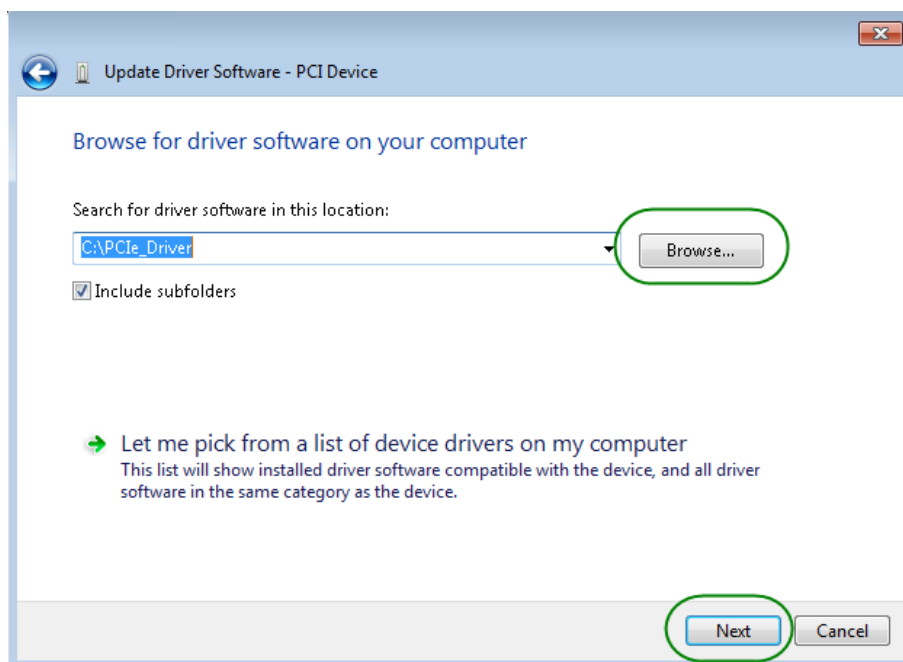 Update Driver Software - PCI Device
Browse for driver software on your computer
Search for driver software in this location:
C:\PCIe_Driver
Browse...
Include subfolders
Let me pick from a list of device drivers on my computer
This list will show installed driver software compatible with the device, and all driver
software in the same category as the device.
Next
Cancel